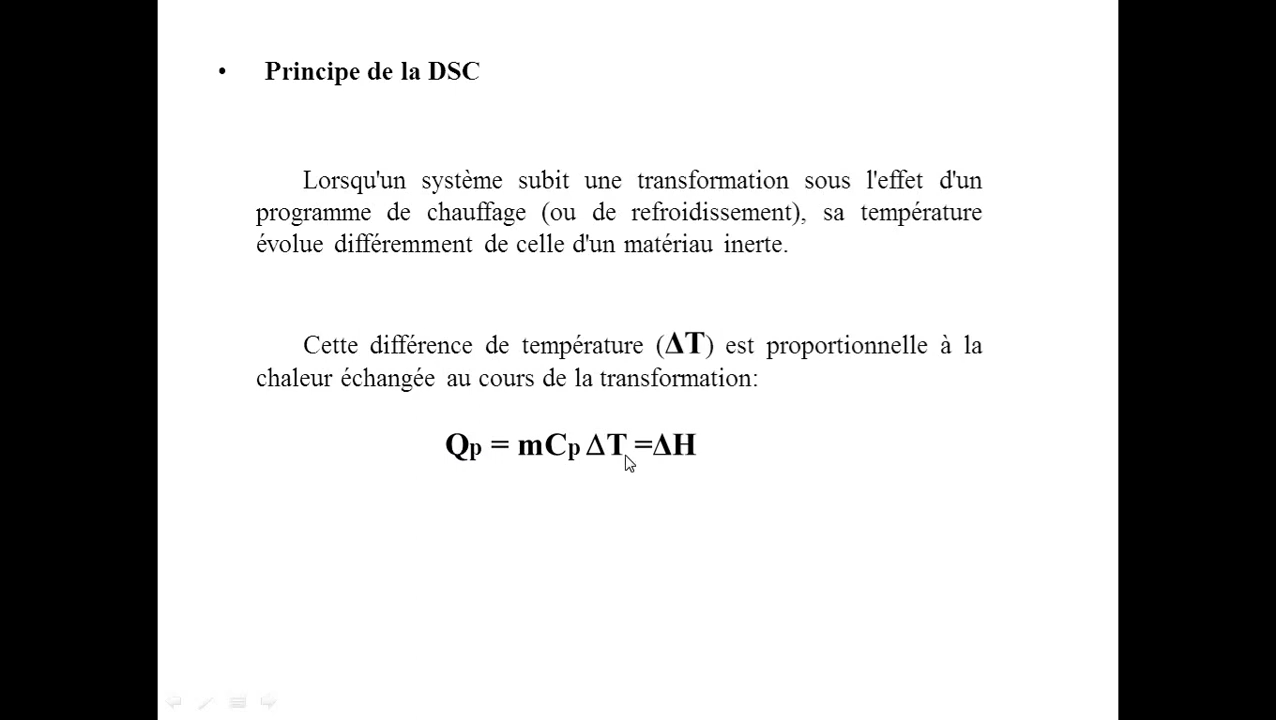 • Principe de la DSC
Lorsqu'un système subit une transformation sous l'effet d'un
programme de chauffage (ou de refroidissement), sa température
évolue différemment de celle d'un matériau inerte.
Cette différence de température (ΔT) est proportionnelle à la
chaleur échangée au cours de la transformation:
Qp = mCp ΔT =ΔH